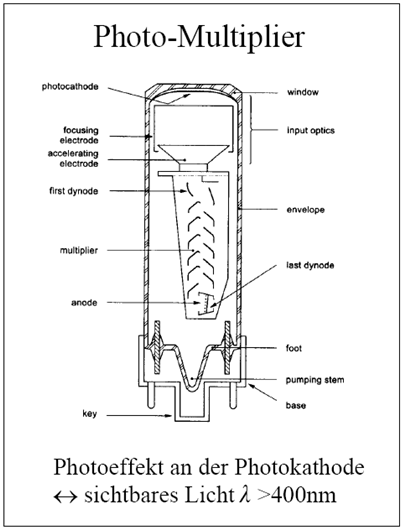 Photo-Multiplier
photocathode
window
focusing
electrode
input optics
accelerating
electrode
first dynode
envelope
multiplier
last dynode
anode
foot
pumping stem
base
key
Photoeffekt an der Photokathode
↔ sichtbares Licht λ >400nm